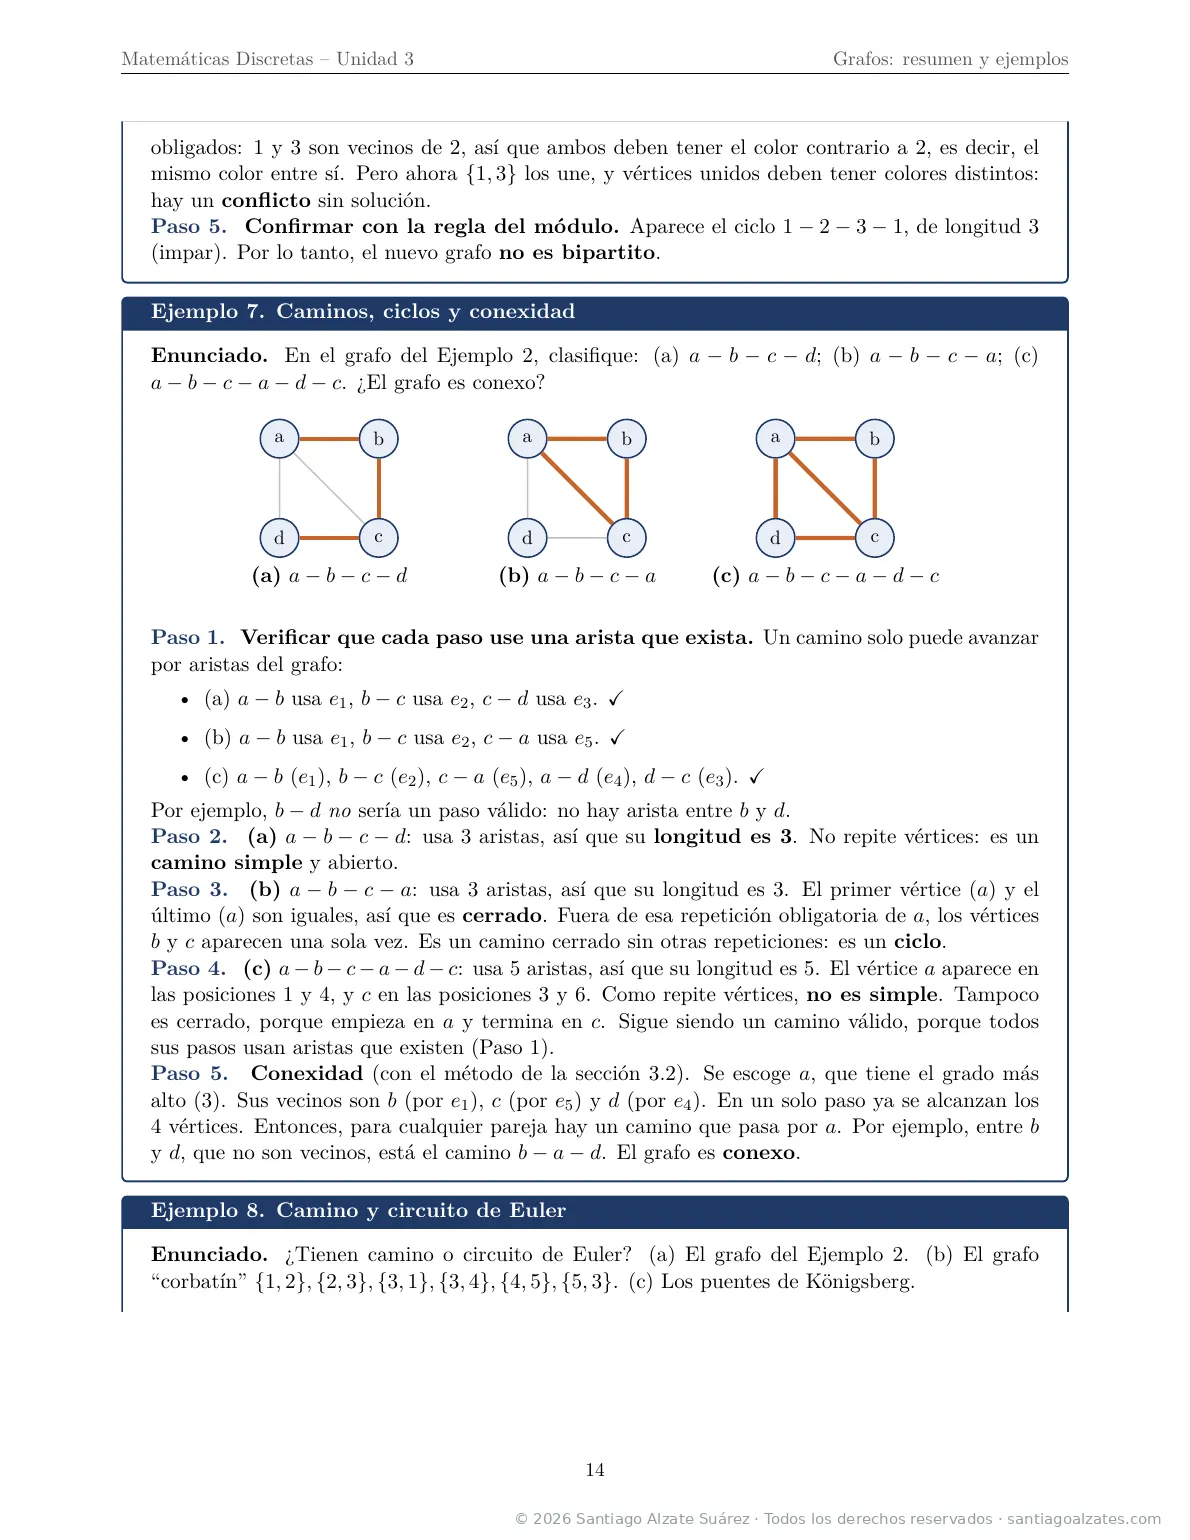 Matemáticas Discretas – Unidad 3
Grafos: resumen y ejemplos
obligados: 1 y 3 son vecinos de 2, así que ambos deben tener el color contrario a 2, es decir, el
mismo color entre sí. Pero ahora {1, 3} los une, y vértices unidos deben tener colores distintos:
hay un conflicto sin solución.
Paso 5. Confirmar con la regla del módulo. Aparece el ciclo 1 − 2 − 3 − 1, de longitud 3
(impar). Por lo tanto, el nuevo grafo no es bipartito.
Ejemplo 7. Caminos, ciclos y conexidad
Enunciado. En el grafo del Ejemplo 2, clasifique: (a) a − b − c − d; (b) a − b − c − a; (c)
a − b − c − a − d − c. ¿El grafo es conexo?
a b a b a b
d c d c d c
(a) a − b − c − d
(b) a − b − c − a
(c) a − b − c − a − d − c
Paso 1. Verificar que cada paso use una arista que exista. Un camino solo puede avanzar
por aristas del grafo:
• (a) a − b usa e₁, b − c usa e₂, c − d usa e₃. ✓
• (b) a − b usa e₁, b − c usa e₂, c − a usa e₅. ✓
• (c) a − b (e₁), b − c (e₂), c − a (e₅), a − d (e₄), d − c (e₃). ✓
Por ejemplo, b − d no sería un paso válido: no hay arista entre b y d.
Paso 2. (a) a − b − c − d: usa 3 aristas, así que su longitud es 3. No repite vértices: es un
camino simple y abierto.
Paso 3. (b) a − b − c − a: usa 3 aristas, así que su longitud es 3. El primer vértice (a) y el
último (a) son iguales, así que es cerrado. Fuera de esa repetición obligatoria de a, los vértices
b y c aparecen una sola vez. Es un camino cerrado sin otras repeticiones: es un ciclo.
Paso 4. (c) a − b − c − a − d − c: usa 5 aristas, así que su longitud es 5. El vértice a aparece en
las posiciones 1 y 4, y c en las posiciones 3 y 6. Como repite vértices, no es simple. Tampoco
es cerrado, porque empieza en a y termina en c. Sigue siendo un camino válido, porque todos
sus pasos usan aristas que existen (Paso 1).
Paso 5. Conexidad (con el método de la sección 3.2). Se escoge a, que tiene el grado más
alto (3). Sus vecinos son b (por e₁), c (por e₅) y d (por e₄). En un solo paso ya se alcanzan los
4 vértices. Entonces, para cualquier pareja hay un camino que pasa por a. Por ejemplo, entre b
y d, que no son vecinos, está el camino b − a − d. El grafo es conexo.
Ejemplo 8. Camino y circuito de Euler
Enunciado. ¿Tienen camino o circuito de Euler? (a) El grafo del Ejemplo 2. (b) El grafo
“corbatín” {1, 2}, {2, 3}, {3, 1}, {3, 4}, {4, 5}, {5, 3}. (c) Los puentes de Königsberg.
14
© 2026 Santiago Alzate Suárez · Todos los derechos reservados · santiagoalzates.com